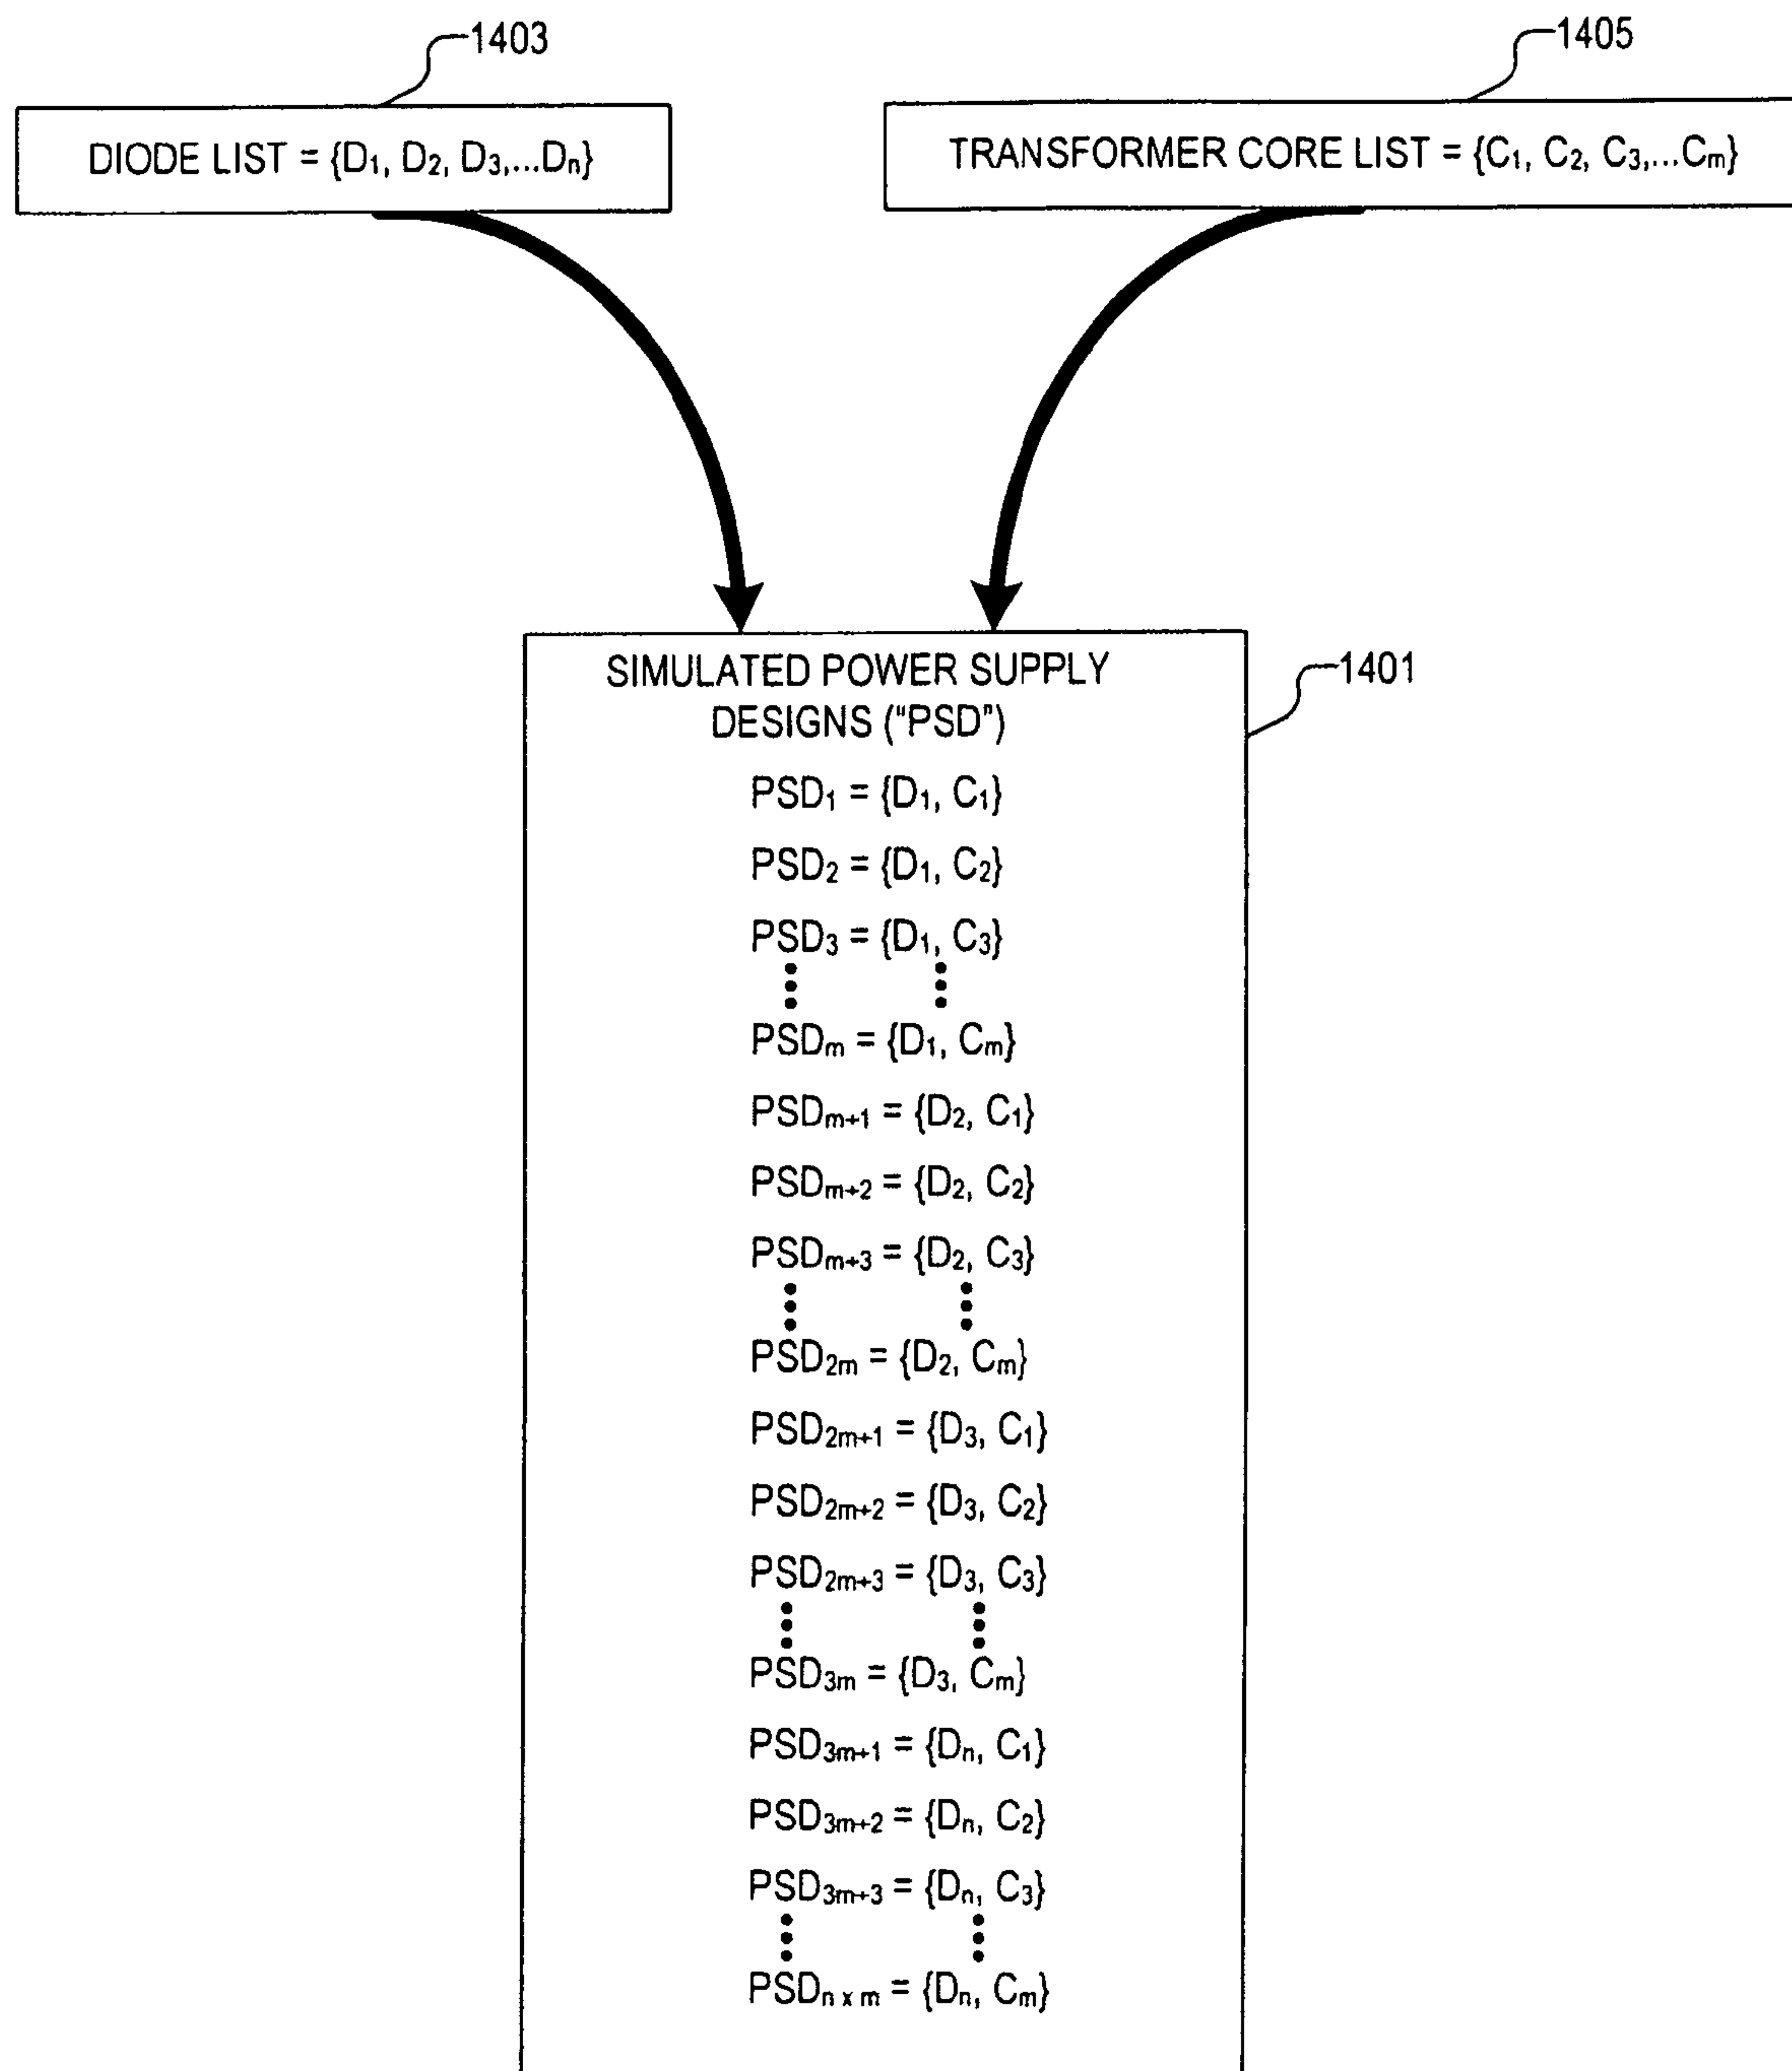 1403
1405
DIODE LIST = {D₁, D₂, D₃,...Dₙ}
TRANSFORMER CORE LIST = {C₁, C₂, C₃,...Cₘ}
SIMULATED POWER SUPPLY
DESIGNS ("PSD")
1401
PSD₁ = {D₁, C₁}
PSD₂ = {D₁, C₂}
PSD₃ = {D₁, C₃}
PSDₘ = {D₁, Cₘ}
PSDₘ₊₁ = {D₂, C₁}
PSDₘ₊₂ = {D₂, C₂}
PSDₘ₊₃ = {D₂, C₃}
PSD₂ₘ = {D₂, Cₘ}
PSD₂ₘ₊₁ = {D₃, C₁}
PSD₂ₘ₊₂ = {D₃, C₂}
PSD₂ₘ₊₃ = {D₃, C₃}
PSD₃ₘ = {D₃, Cₘ}
PSD₃ₘ₊₁ = {Dₙ, C₁}
PSD₃ₘ₊₂ = {Dₙ, C₂}
PSD₃ₘ₊₃ = {Dₙ, C₃}
PSDₙ ₓ ₘ = {Dₙ, Cₘ}